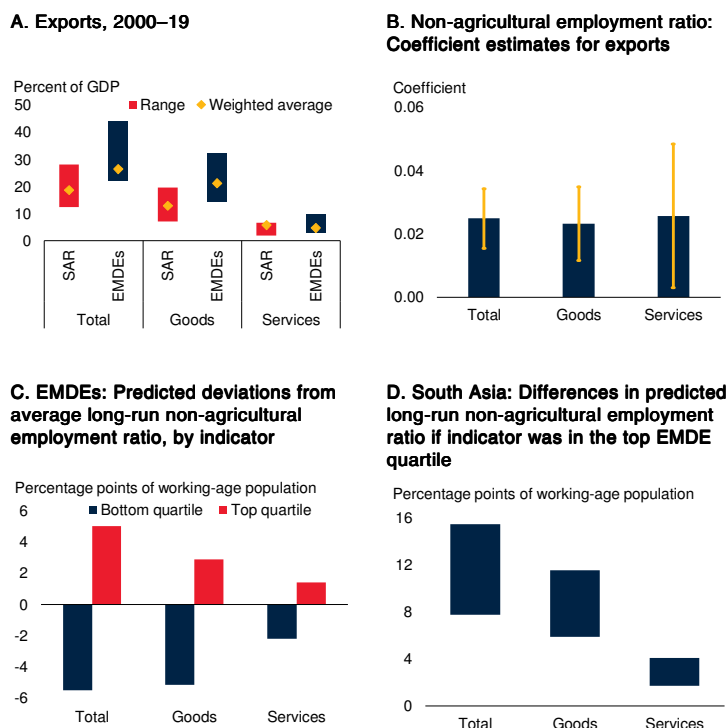 A. Exports, 2000–19
Percent of GDP
50
Range
Weighted average
40
30
20
10
0
SAR
EMDEs
SAR
EMDEs
SAR
EMDEs
Total
Goods
Services
B. Non-agricultural employment ratio:
Coefficient estimates for exports
Coefficient
0.06
0.04
0.02
0.00
Total
Goods
Services
C. EMDEs: Predicted deviations from
average long-run non-agricultural
employment ratio, by indicator
Percentage points of working-age population
6
Bottom quartile
Top quartile
4
2
0
-2
-4
-6
Total
Goods
Services
D. South Asia: Differences in predicted
long-run non-agricultural employment
ratio if indicator was in the top EMDE
quartile
Percentage points of working-age population
16
12
8
4
0
Total
Goods
Services